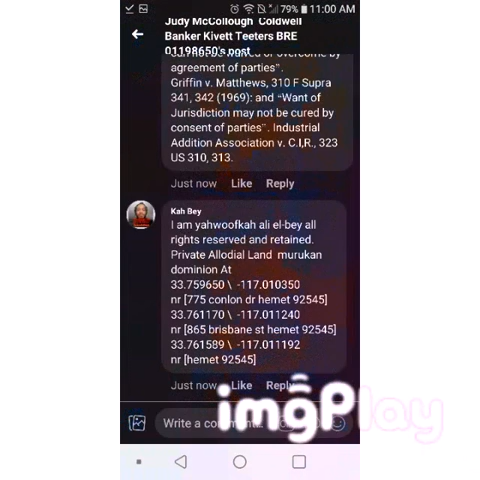 79% 11:00 AM
Judy McCollough Coldwell
Banker Kivett Teeters BRE
01198650's post
agreement of parties".
Griffin v. Matthews, 310 F Supra
341, 342 (1969): and "Want of
Jurisdiction may not be cured by
consent of parties". Industrial
Addition Association v. C.I,R., 323
US 310, 313.
Just now Like Reply
Kah Bey
I am yahwoofkah ali el-bey all
rights reserved and retained.
Private Allodial Land murukan
dominion At
33.759650 \ -117.010350
nr [775 conlon dr hemet 92545]
33.761170 \ -117.011240
nr [865 brisbane st hemet 92545]
33.761589 \ -117.011192
nr [hemet 92545]
Just now Like Reply
Write a comment...
imgPlay